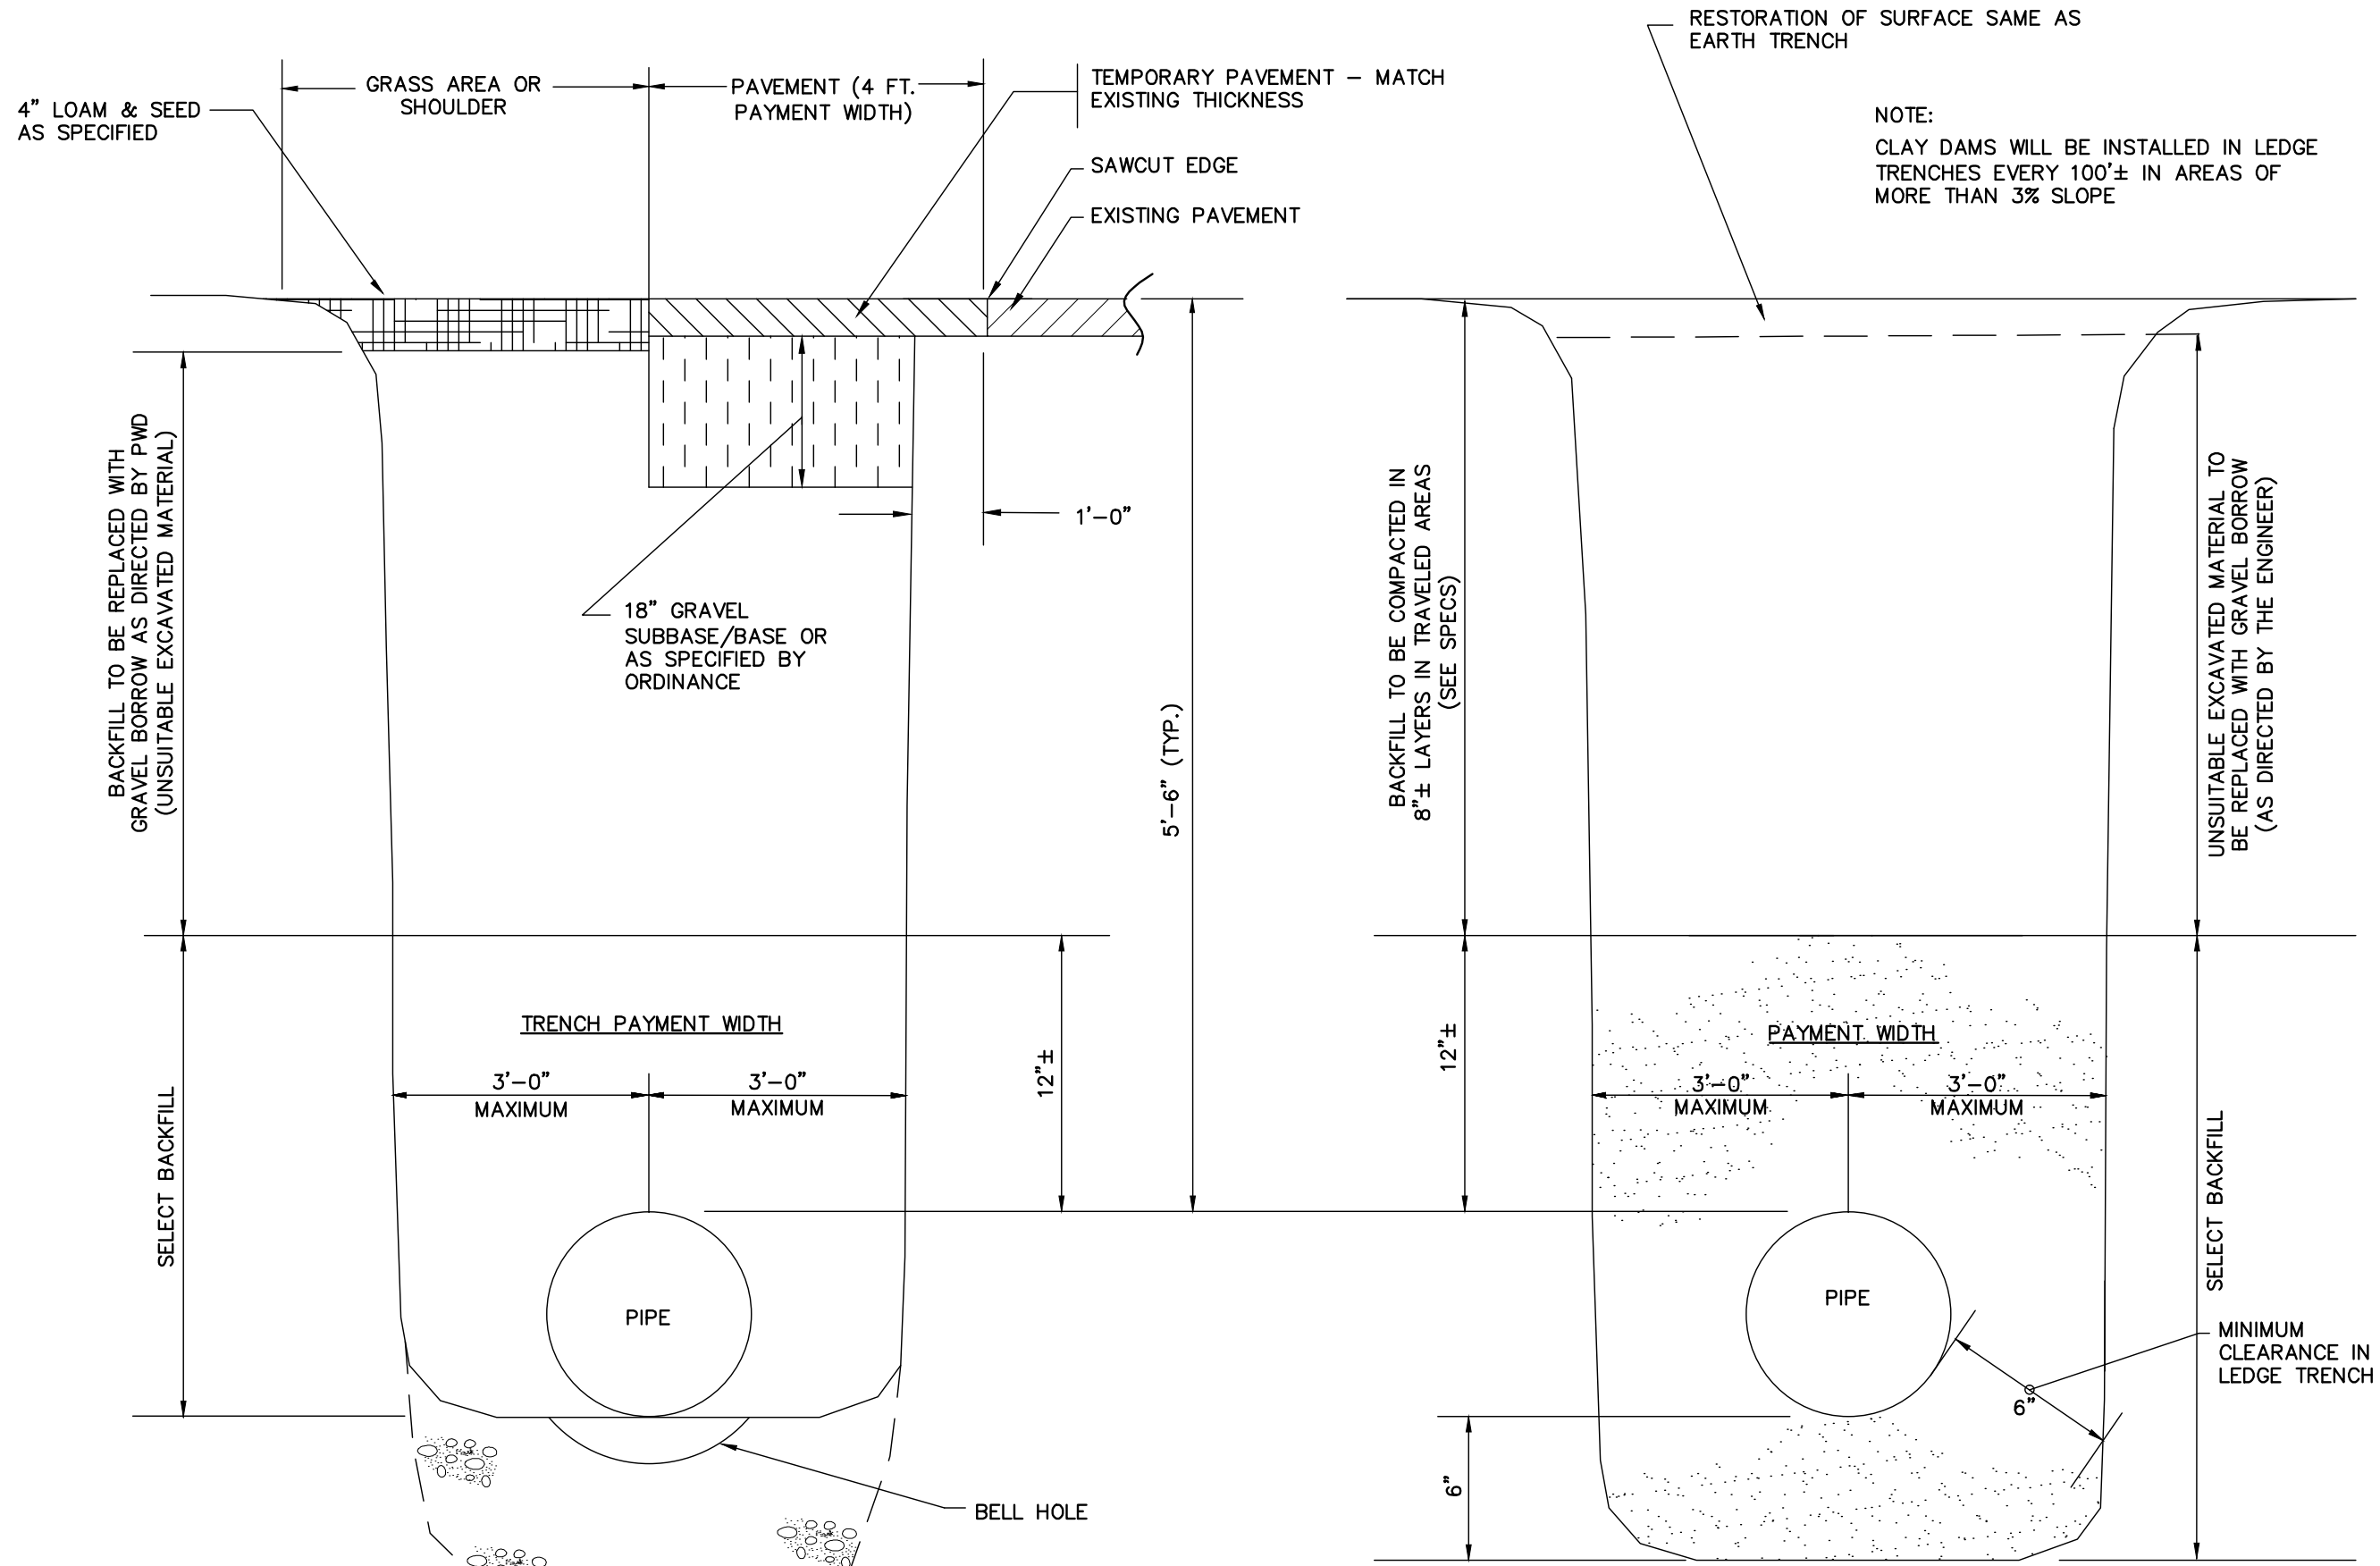 4” LOAM & SEED
AS SPECIFIED
GRASS AREA OR
SHOULDER
PAVEMENT (4 FT.
PAYMENT WIDTH)
TEMPORARY PAVEMENT – MATCH
EXISTING THICKNESS
SAWCUT EDGE
EXISTING PAVEMENT
BACKFILL TO BE REPLACED WITH
GRAVEL BORROW AS DIRECTED BY PWD
(UNSUITABLE EXCAVATED MATERIAL)
1’–0”
18” GRAVEL
SUBBASE/BASE OR
AS SPECIFIED BY
ORDINANCE
5’–6” (TYP.)
SELECT BACKFILL
TRENCH PAYMENT WIDTH
3’–0”
MAXIMUM
3’–0”
MAXIMUM
12”±
PIPE
BELL HOLE
RESTORATION OF SURFACE SAME AS
EARTH TRENCH
NOTE:
CLAY DAMS WILL BE INSTALLED IN LEDGE
TRENCHES EVERY 100’± IN AREAS OF
MORE THAN 3% SLOPE
BACKFILL TO BE COMPACTED IN
8”± LAYERS IN TRAVELED AREAS
(SEE SPECS)
UNSUITABLE EXCAVATED MATERIAL TO
BE REPLACED WITH GRAVEL BORROW
(AS DIRECTED BY THE ENGINEER)
12”±
PAYMENT WIDTH
3’–0”
MAXIMUM
3’–0”
MAXIMUM
SELECT BACKFILL
PIPE
MINIMUM
CLEARANCE IN
LEDGE TRENCH
6”
6”